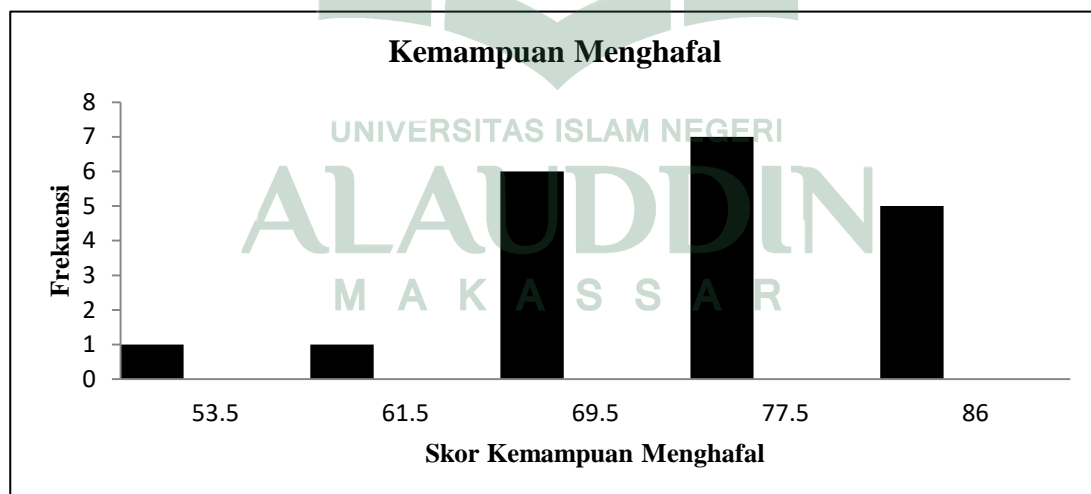 Kemampuan Menghafal
UNIVERSITAS ISLAM NEGERI
ALAUDDIN
MAKASSAR
Frekuensi
8
7
6
5
4
3
2
1
0
53.5 61.5 69.5 77.5 86
Skor Kemampuan Menghafal